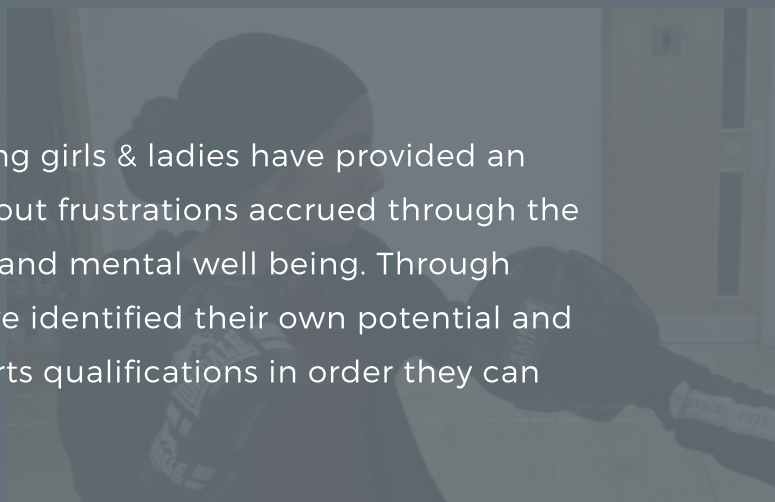 ng girls & ladies have provided an
out frustrations accrued through the
and mental well being. Through
e identified their own potential and
rts qualifications in order they can